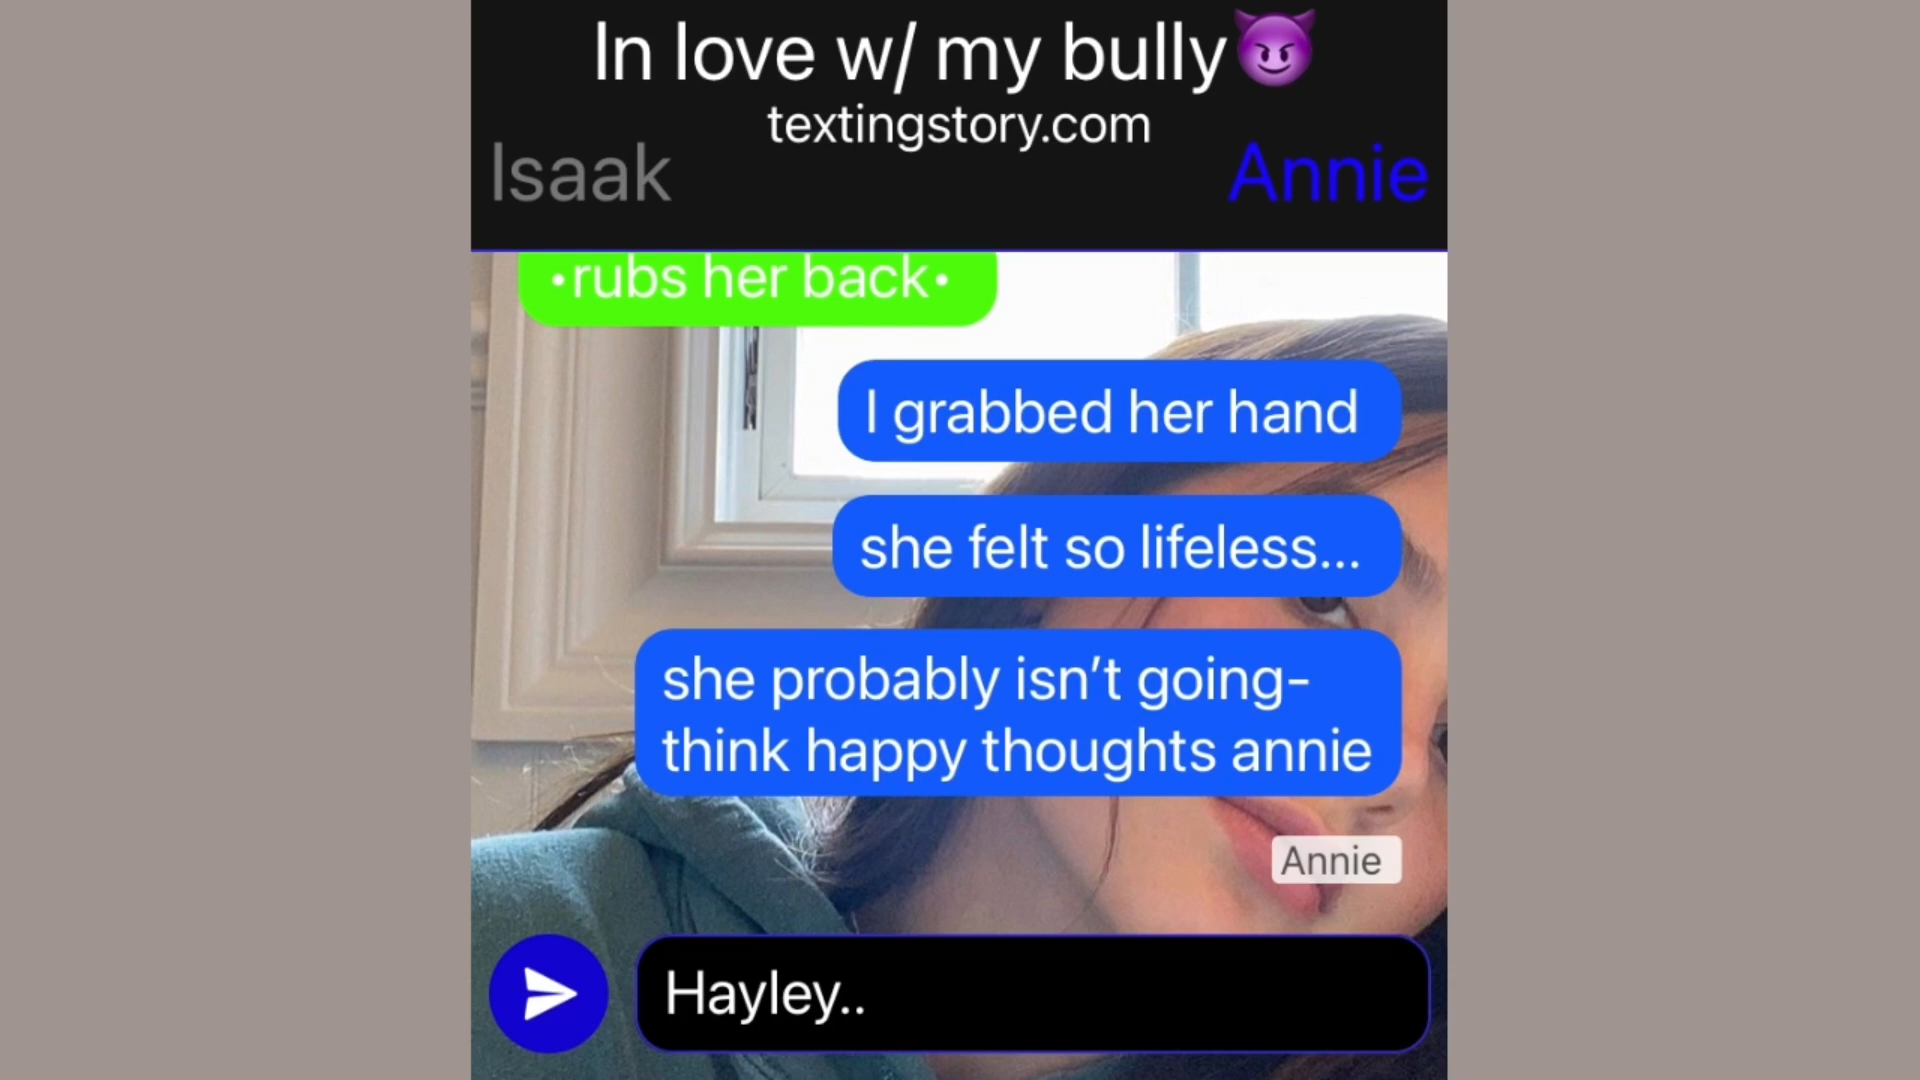 In love w/ my bully😈
textingstory.com
Isaak
Annie
•rubs her back•
I grabbed her hand
she felt so lifeless...
she probably isn’t going-
think happy thoughts annie
Annie
Hayley..